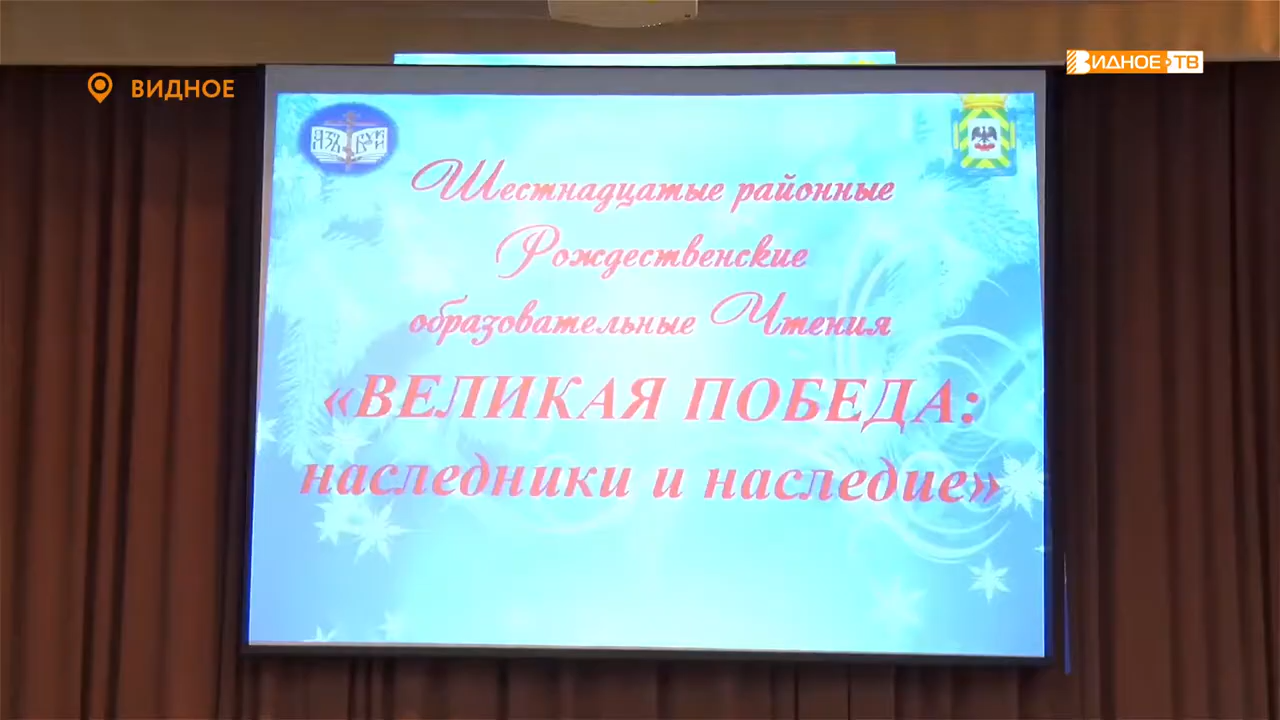 ВИДНОЕ
ВИДНОЕ ТВ
Шестнадцатые районные
Рождественские
образовательные Чтения
«ВЕЛИКАЯ ПОБЕДА:
наследники и наследие»